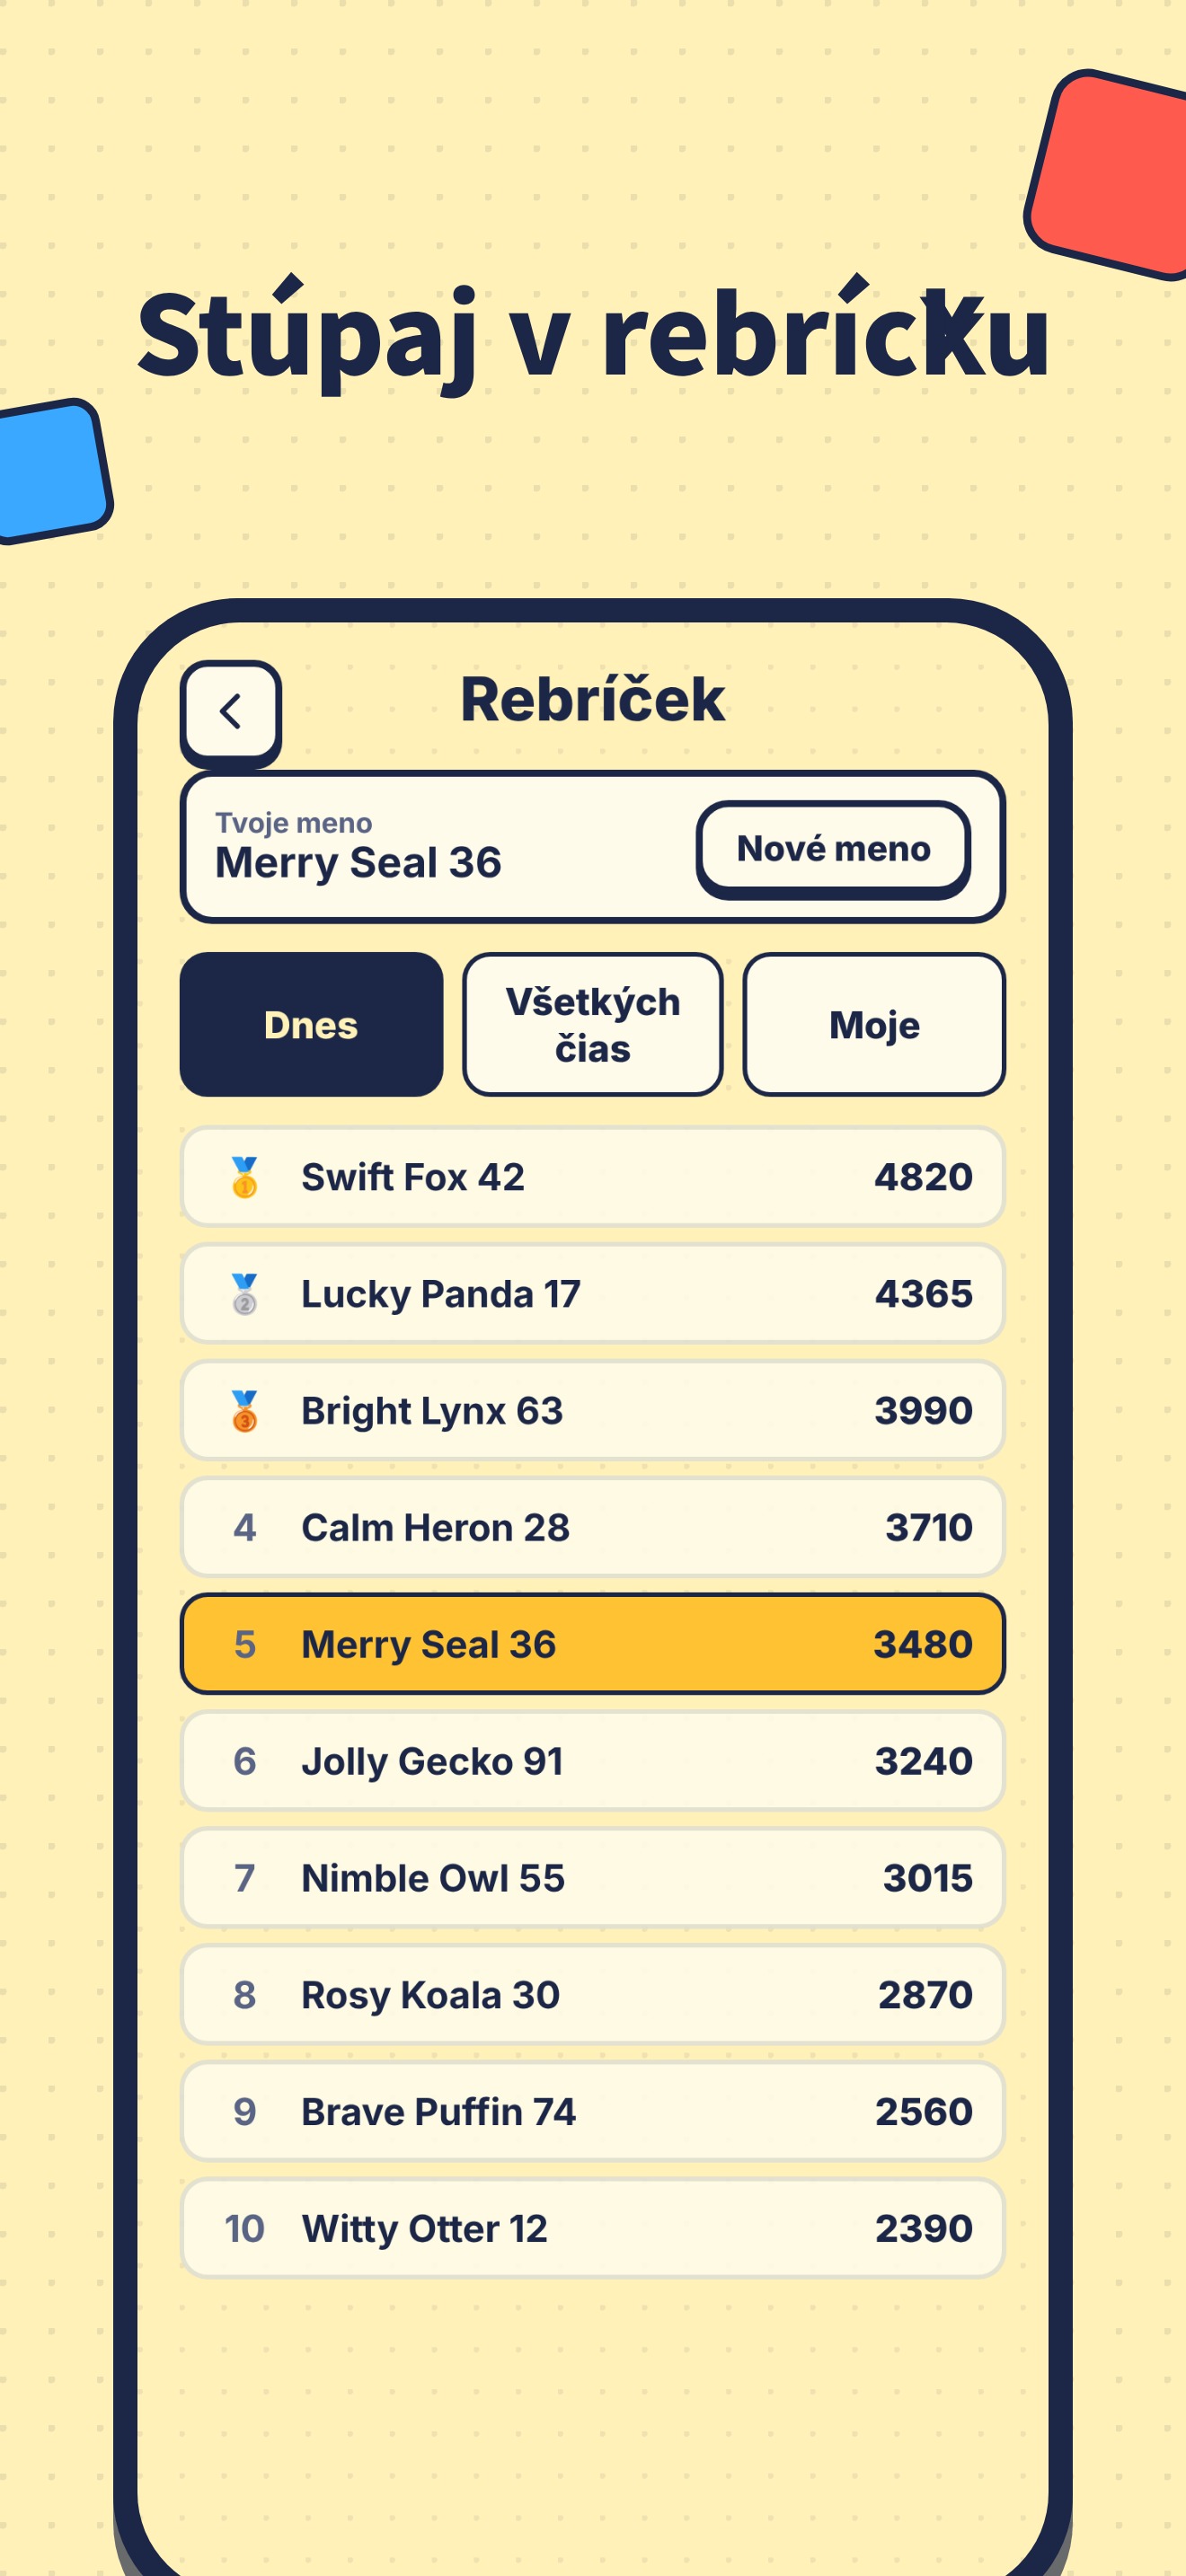 Stúpaj v
Rebríček
Tvoje meno
Merry Seal 36
Nové meno
Dnes
Všetkých
čias
Moje
🥇 Swift Fox 42 4820
🥈 Lucky Panda 17 4365
🥉 Bright Lynx 63 3990
4 Calm Heron 28 3710
5 Merry Seal 36 3480
6 Jolly Gecko 91 3240
7 Nimble Owl 55 3015
8 Rosy Koala 30 2870
9 Brave Puffin 74 2560
10 Witty Otter 12 2390